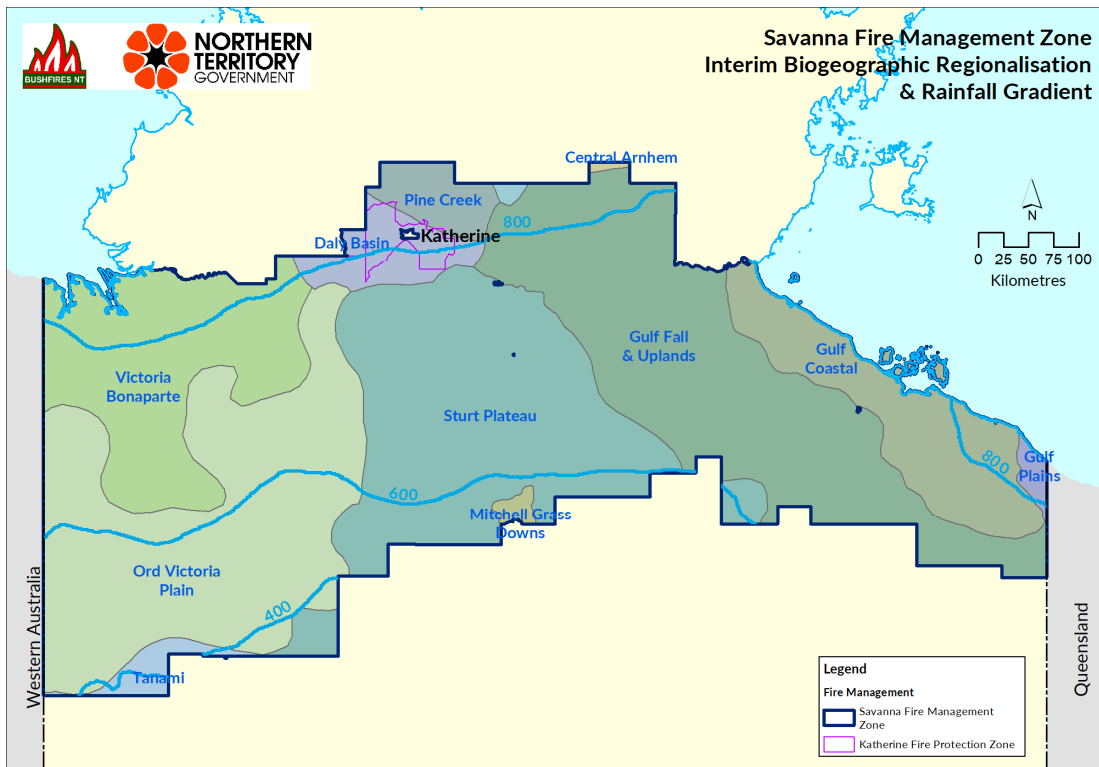 BUSHFIRES NT
NORTHERN
TERRITORY
GOVERNMENT
Savanna Fire Management Zone
Interim Biogeographic Regionalisation
& Rainfall Gradient
Central Arnhem
Pine Creek
800
Katherine
Daly Basin
N
0 25 50 75 100
Kilometres
Gulf Fall
& Uplands
Gulf
Coastal
Victoria
Bonaparte
Sturt Plateau
800
Gulf
Plains
600
Mitchell Grass
Downs
Ord Victoria
Plain
400
Tanami
Western Australia
Queensland
Legend
Fire Management
Savanna Fire Management
Zone
Katherine Fire Protection Zone